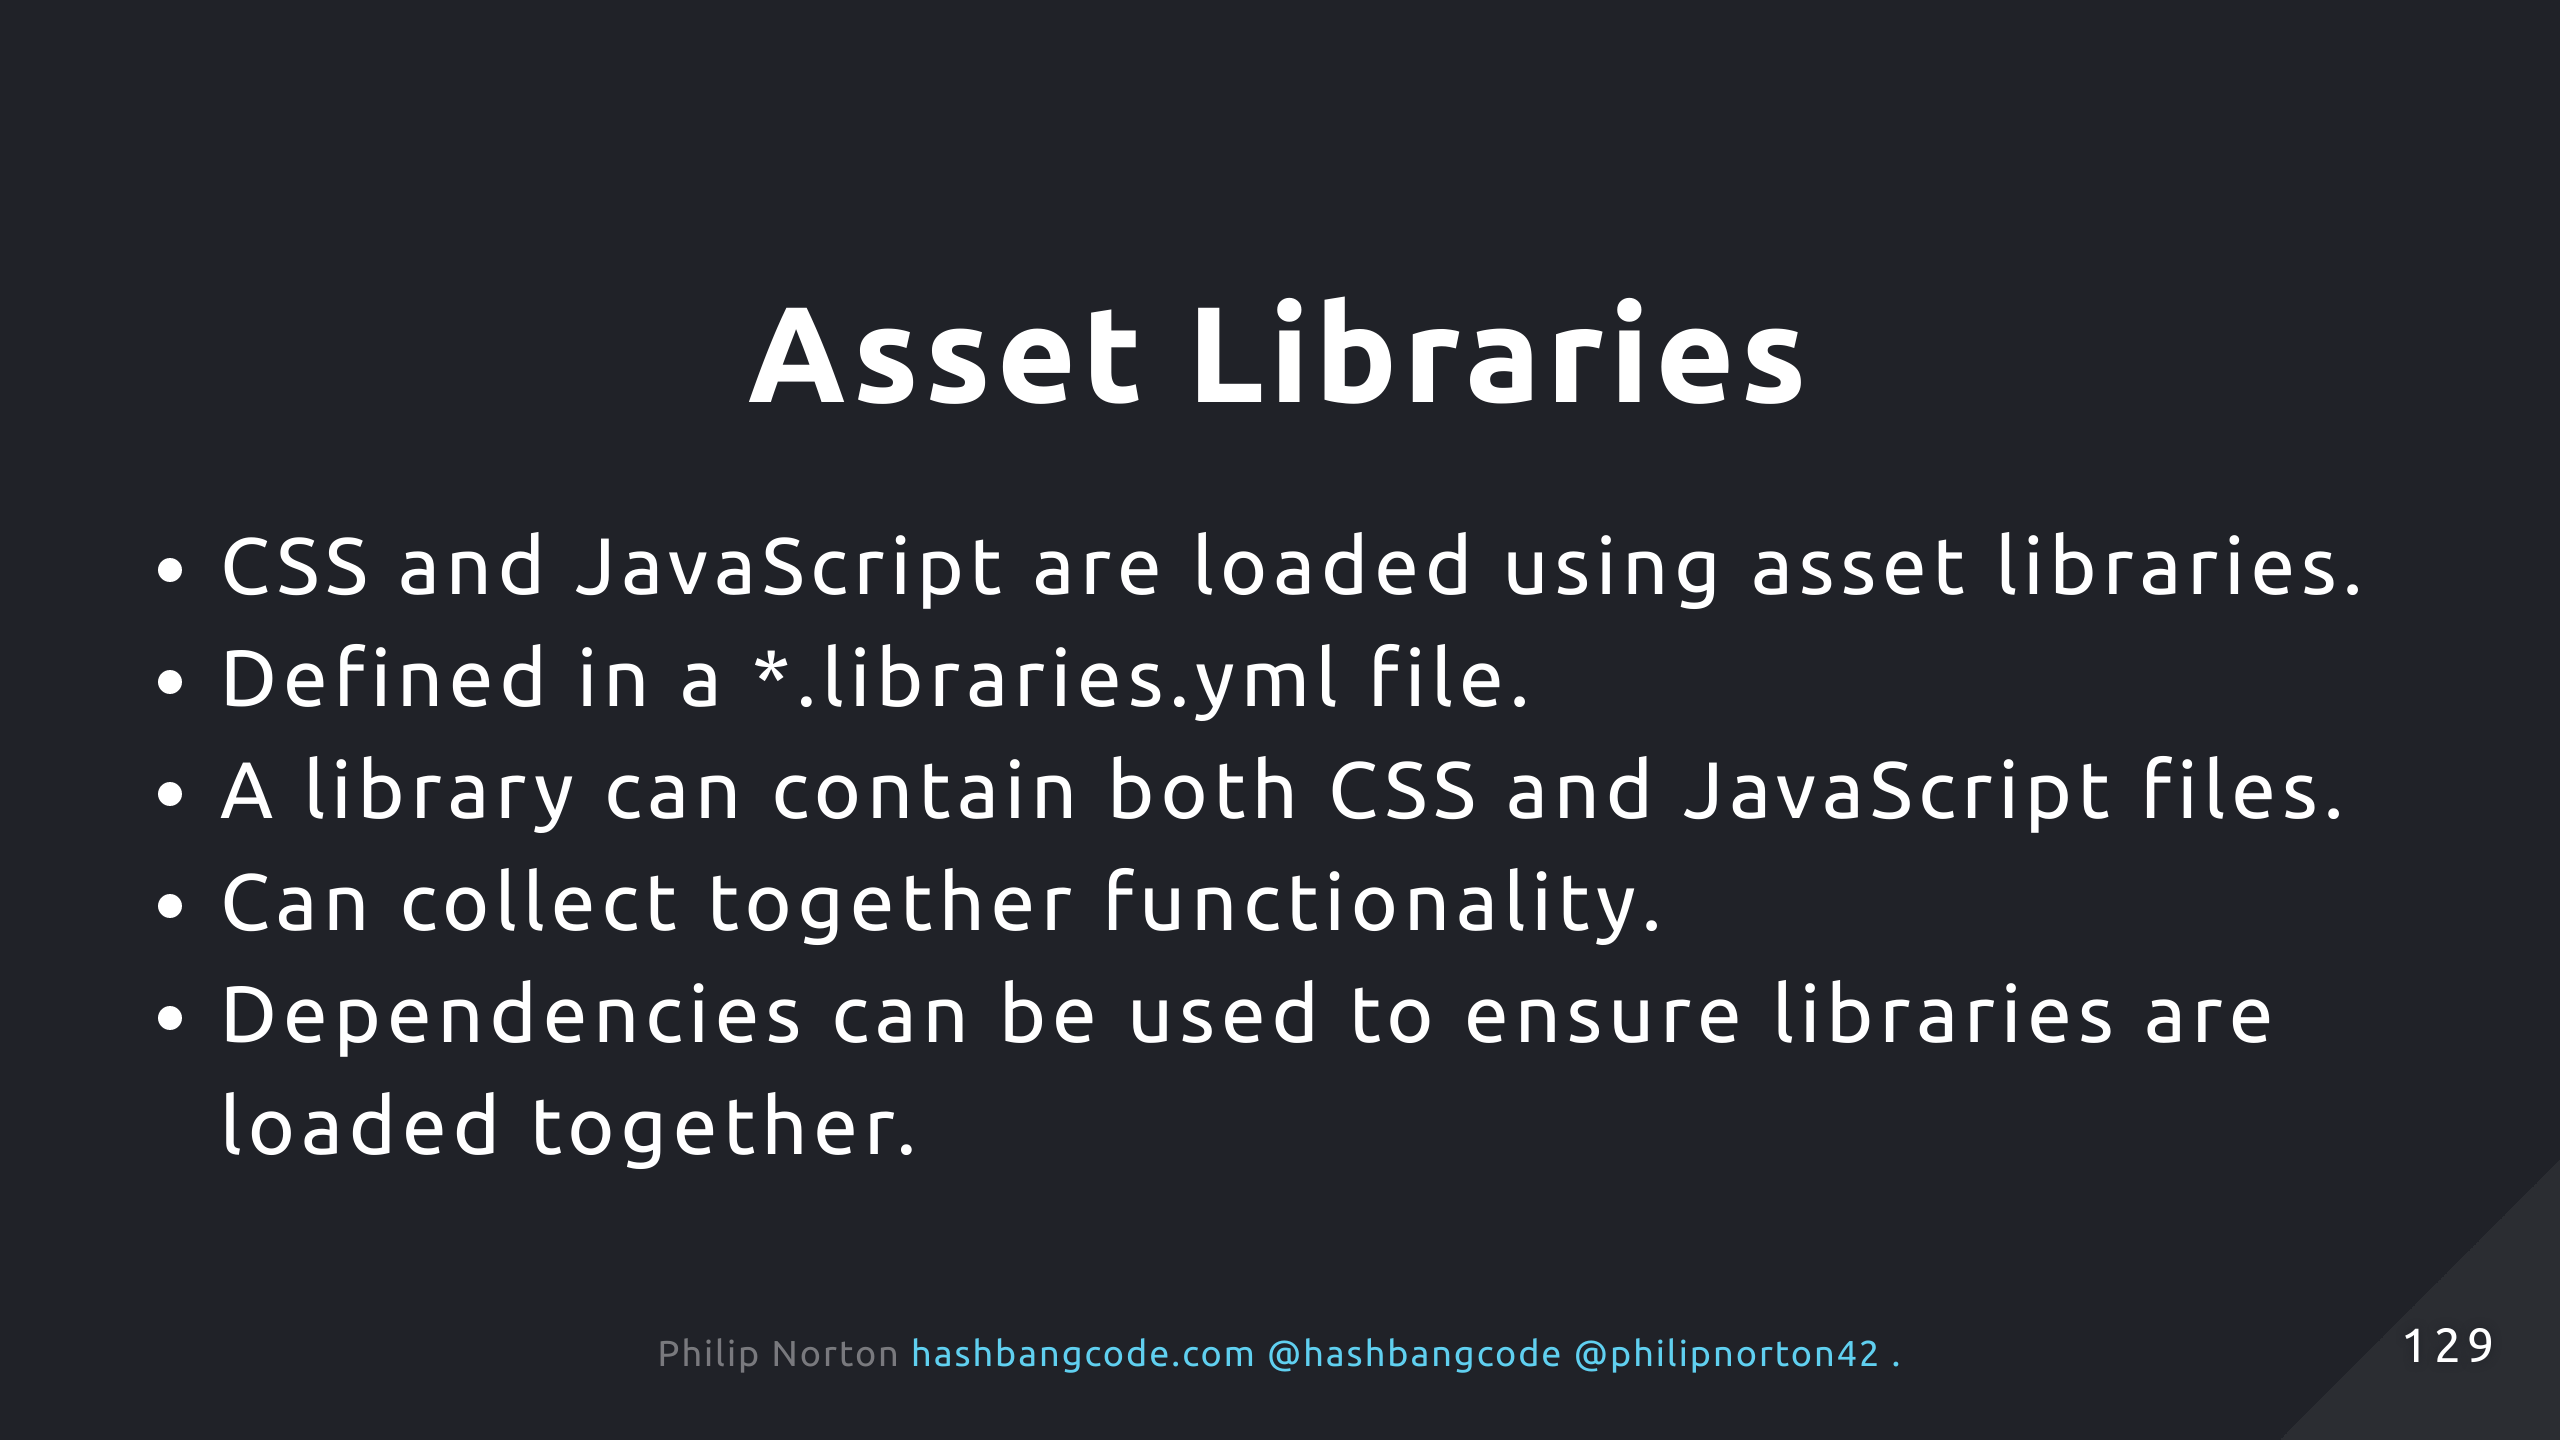 Asset Libraries
• CSS and JavaScript are loaded using asset libraries.
• Defined in a *.libraries.yml file.
• A library can contain both CSS and JavaScript files.
• Can collect together functionality.
• Dependencies can be used to ensure libraries are
loaded together.
Philip Norton hashbangcode.com @hashbangcode @philipnorton42 .
129